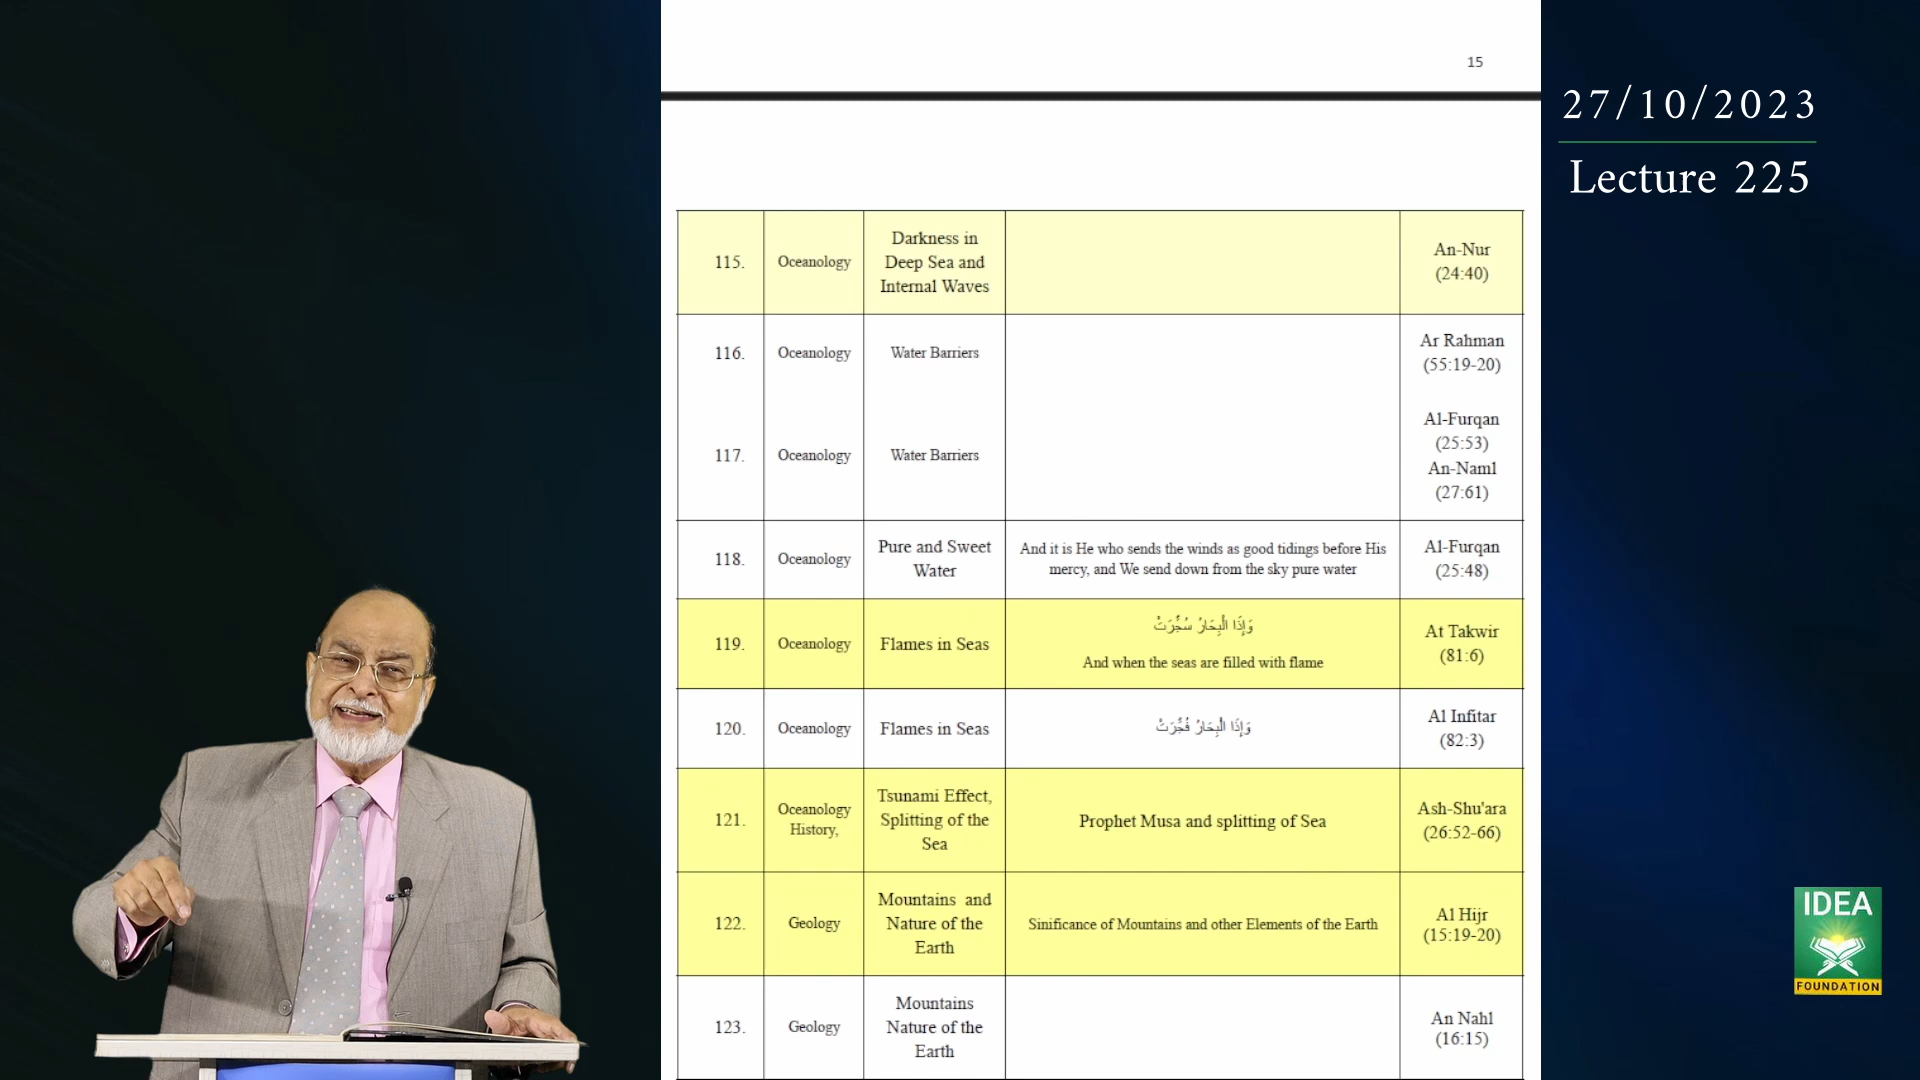 15
27/10/2023
Lecture 225
115.
Oceanology
Darkness in
Deep Sea and
Internal Waves
An-Nur
(24:40)
116.
Oceanology
Water Barriers
Ar Rahman
(55:19-20)
117.
Oceanology
Water Barriers
Al-Furqan
(25:53)
An-Naml
(27:61)
118.
Oceanology
Pure and Sweet
Water
And it is He who sends the winds as good tidings before His
mercy, and We send down from the sky pure water
Al-Furqan
(25:48)
119.
Oceanology
Flames in Seas
وَإِذَا الْبِحَارُ سُجِّرَتْ
And when the seas are filled with flame
At Takwir
(81:6)
120.
Oceanology
Flames in Seas
وَإِذَا الْبِحَارُ فُجِّرَتْ
Al Infitar
(82:3)
121.
Oceanology
History,
Tsunami Effect,
Splitting of the
Sea
Prophet Musa and splitting of Sea
Ash-Shu'ara
(26:52-66)
122.
Geology
Mountains and
Nature of the
Earth
Sinificance of Mountains and other Elements of the Earth
Al Hijr
(15:19-20)
123.
Geology
Mountains
Nature of the
Earth
An Nahl
(16:15)
IDEA
FOUNDATION